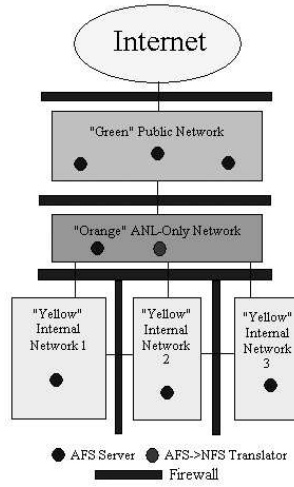 Internet
"Green" Public Network
"Orange" ANL-Only Network
"Yellow"
Internal
Network 1
"Yellow"
Internal
Network
2
"Yellow"
Internal
Network
3
AFS Server
AFS->NFS Translator
Firewall